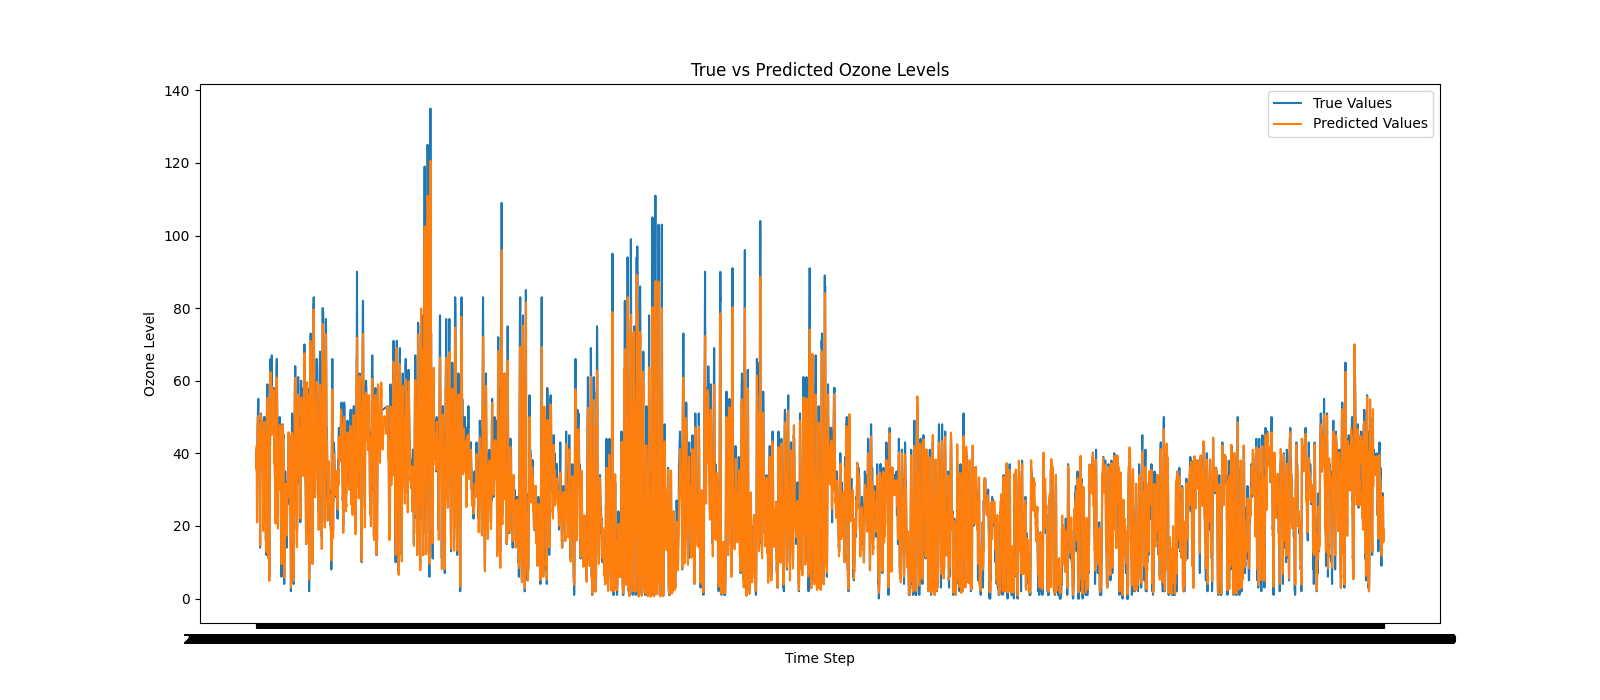 True vs Predicted Ozone Levels
True Values
Predicted Values
Ozone Level
140
120
100
80
60
40
20
0
Time Step